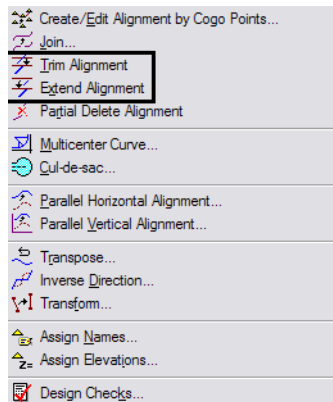 Create/Edit Alignment by Cogo Points...
Join...
Trim Alignment
Extend Alignment
Partial Delete Alignment
Multicenter Curve...
Cul-de-sac...
Parallel Horizontal Alignment...
Parallel Vertical Alignment...
Transpose...
Inverse Direction...
Transform...
Assign Names...
Z= Assign Elevations...
Design Checks...